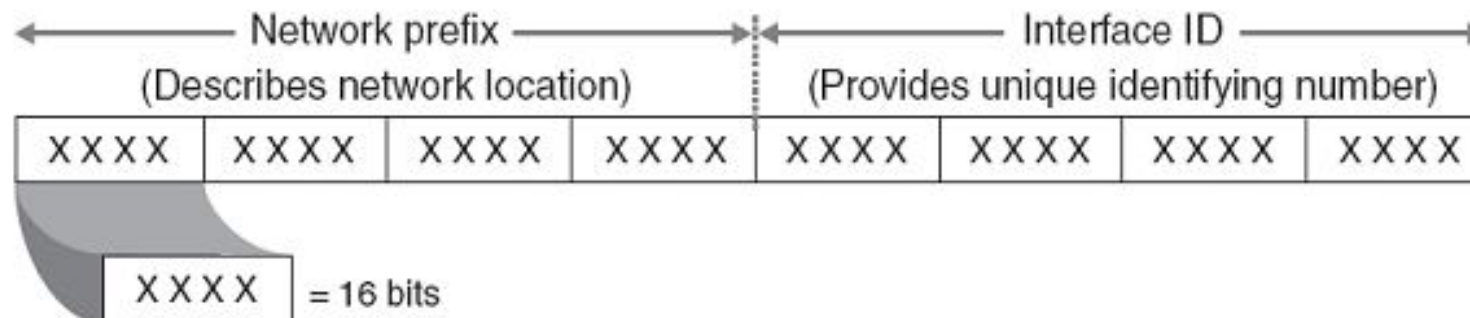 Network prefix Interface ID
(Describes network location) (Provides unique identifying number)
XXXX XXXX XXXX XXXX XXXX XXXX XXXX XXXX
XXXX = 16 bits